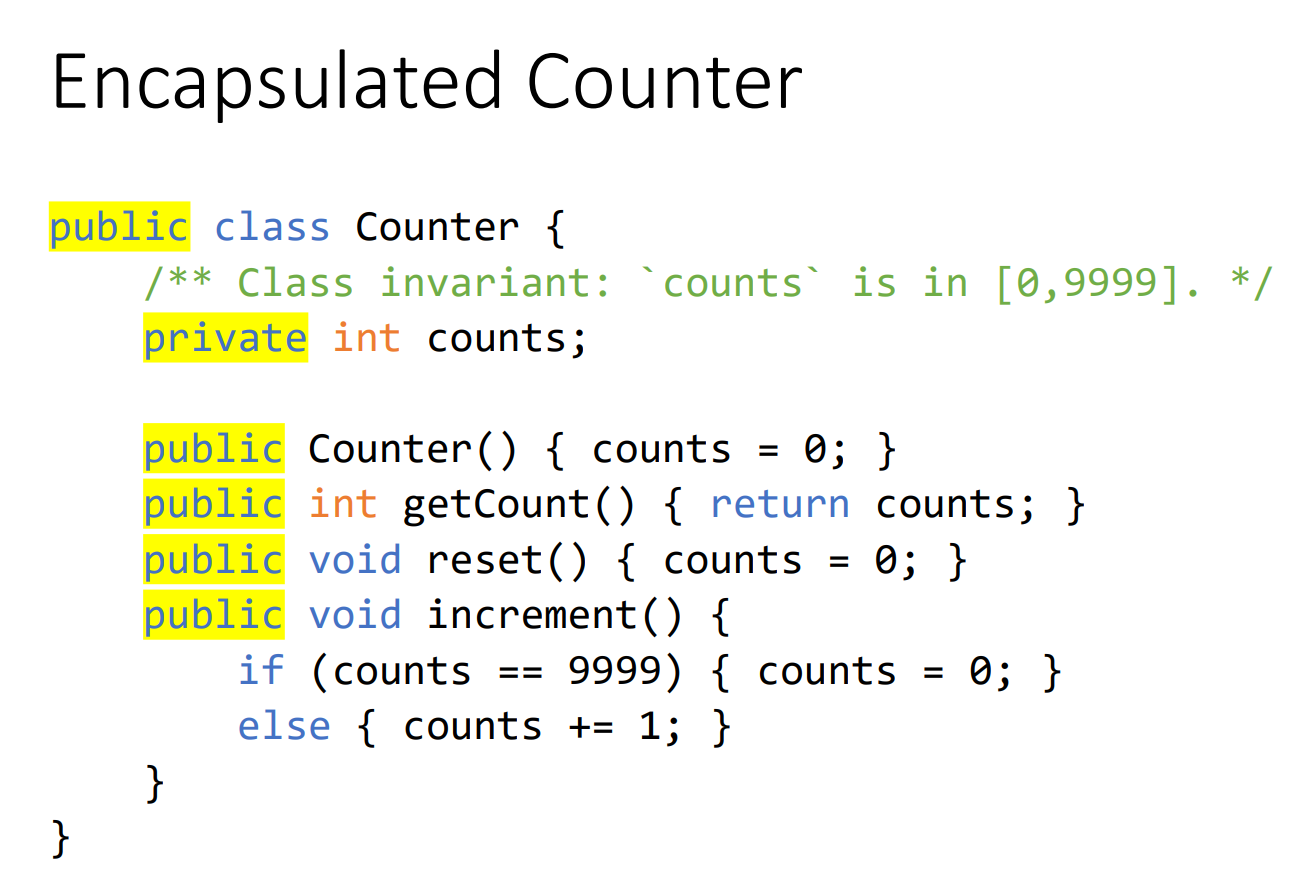 Encapsulated Counter
public class Counter {
    /** Class invariant: `counts` is in [0,9999]. */
    private int counts;
    public Counter() { counts = 0; }
    public int getCount() { return counts; }
    public void reset() { counts = 0; }
    public void increment() {
        if (counts == 9999) { counts = 0; }
        else { counts += 1; }
    }
}